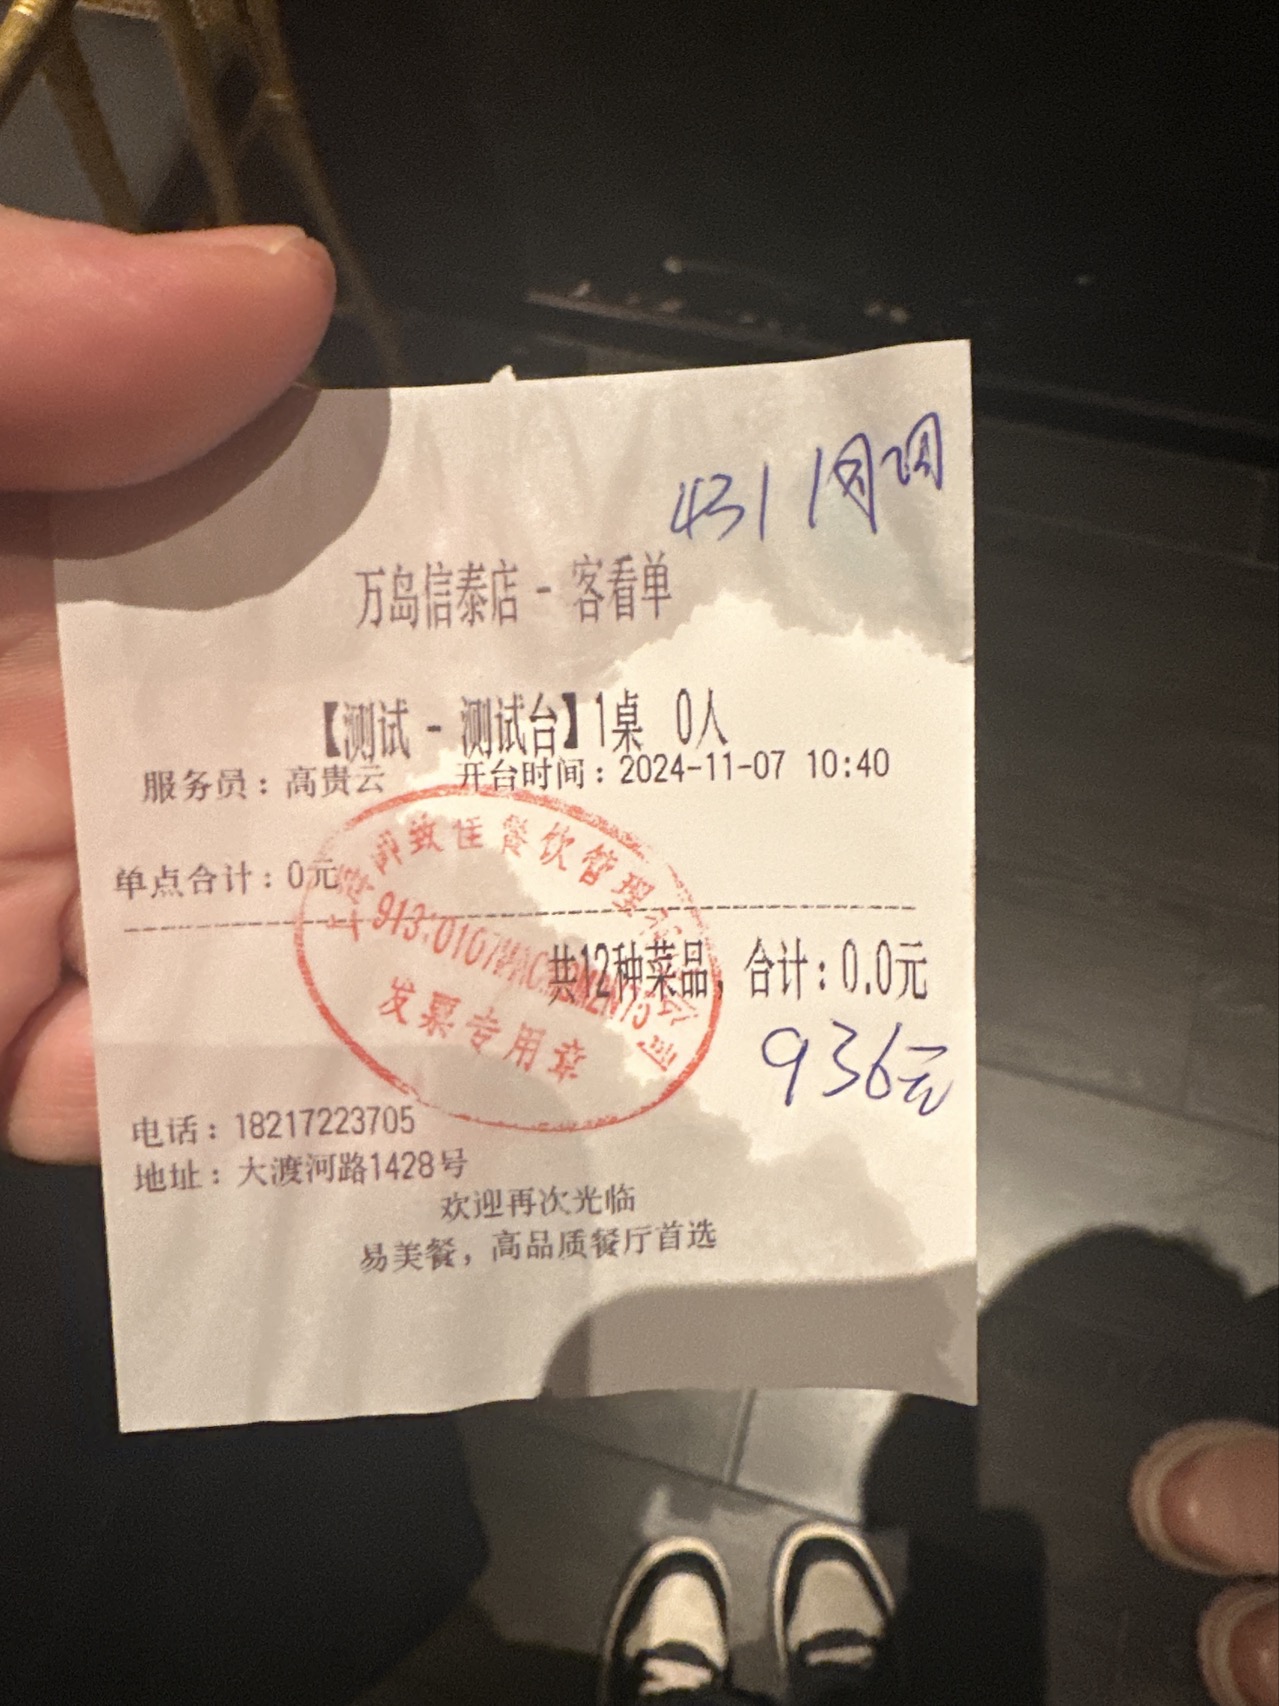 431
万岛信泰店 - 客看单
【测试 - 测试台】1桌 0人
服务员：高贵云 开台时间：2024-11-07 10:40
单点合计：0元
餐饮管理
发票专用章
共12种菜品，合计：0.0元
936元
电话：18217223705
地址：大渡河路1428号
欢迎再次光临
易美餐，高品质餐厅首选